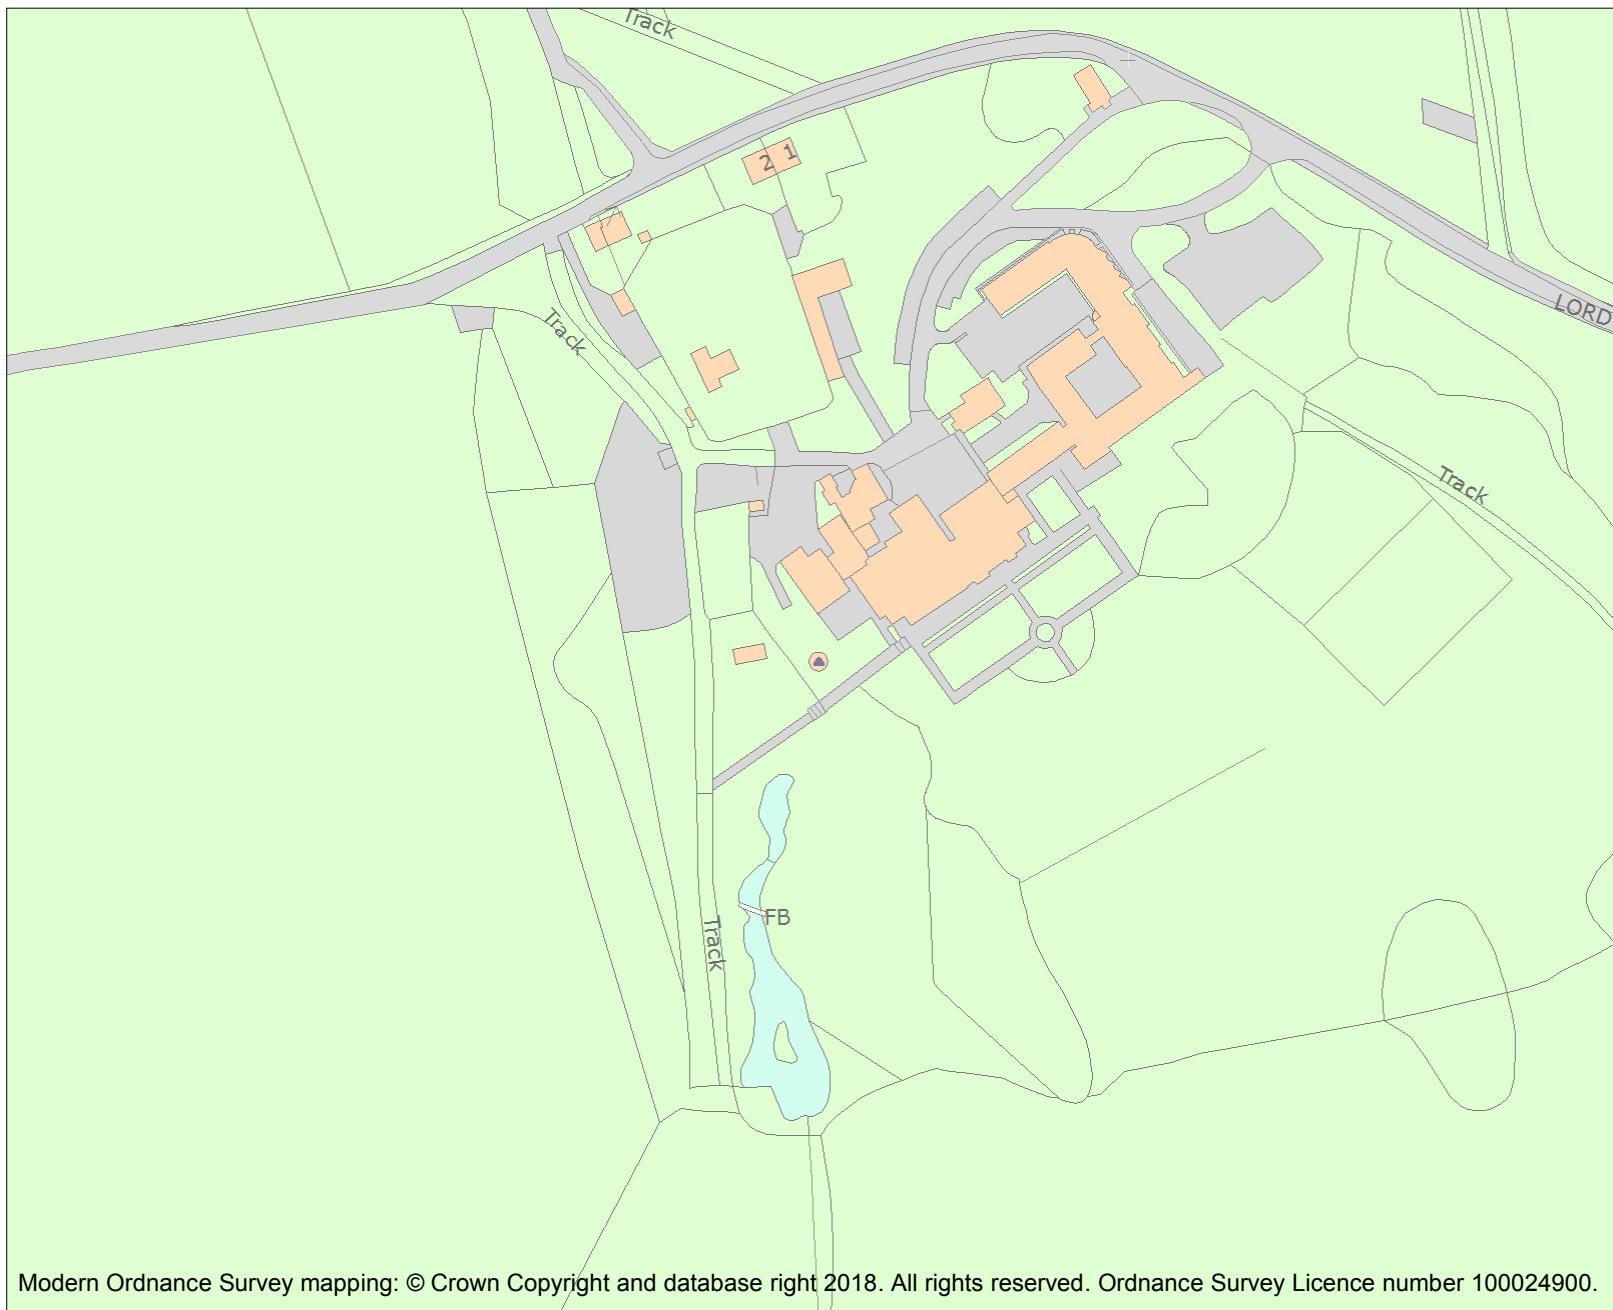 Track
2 1
LORD
Track
Track
FB
Track
Modern Ordnance Survey mapping: © Crown Copyright and database right 2018. All rights reserved. Ordnance Survey Licence number 100024900.